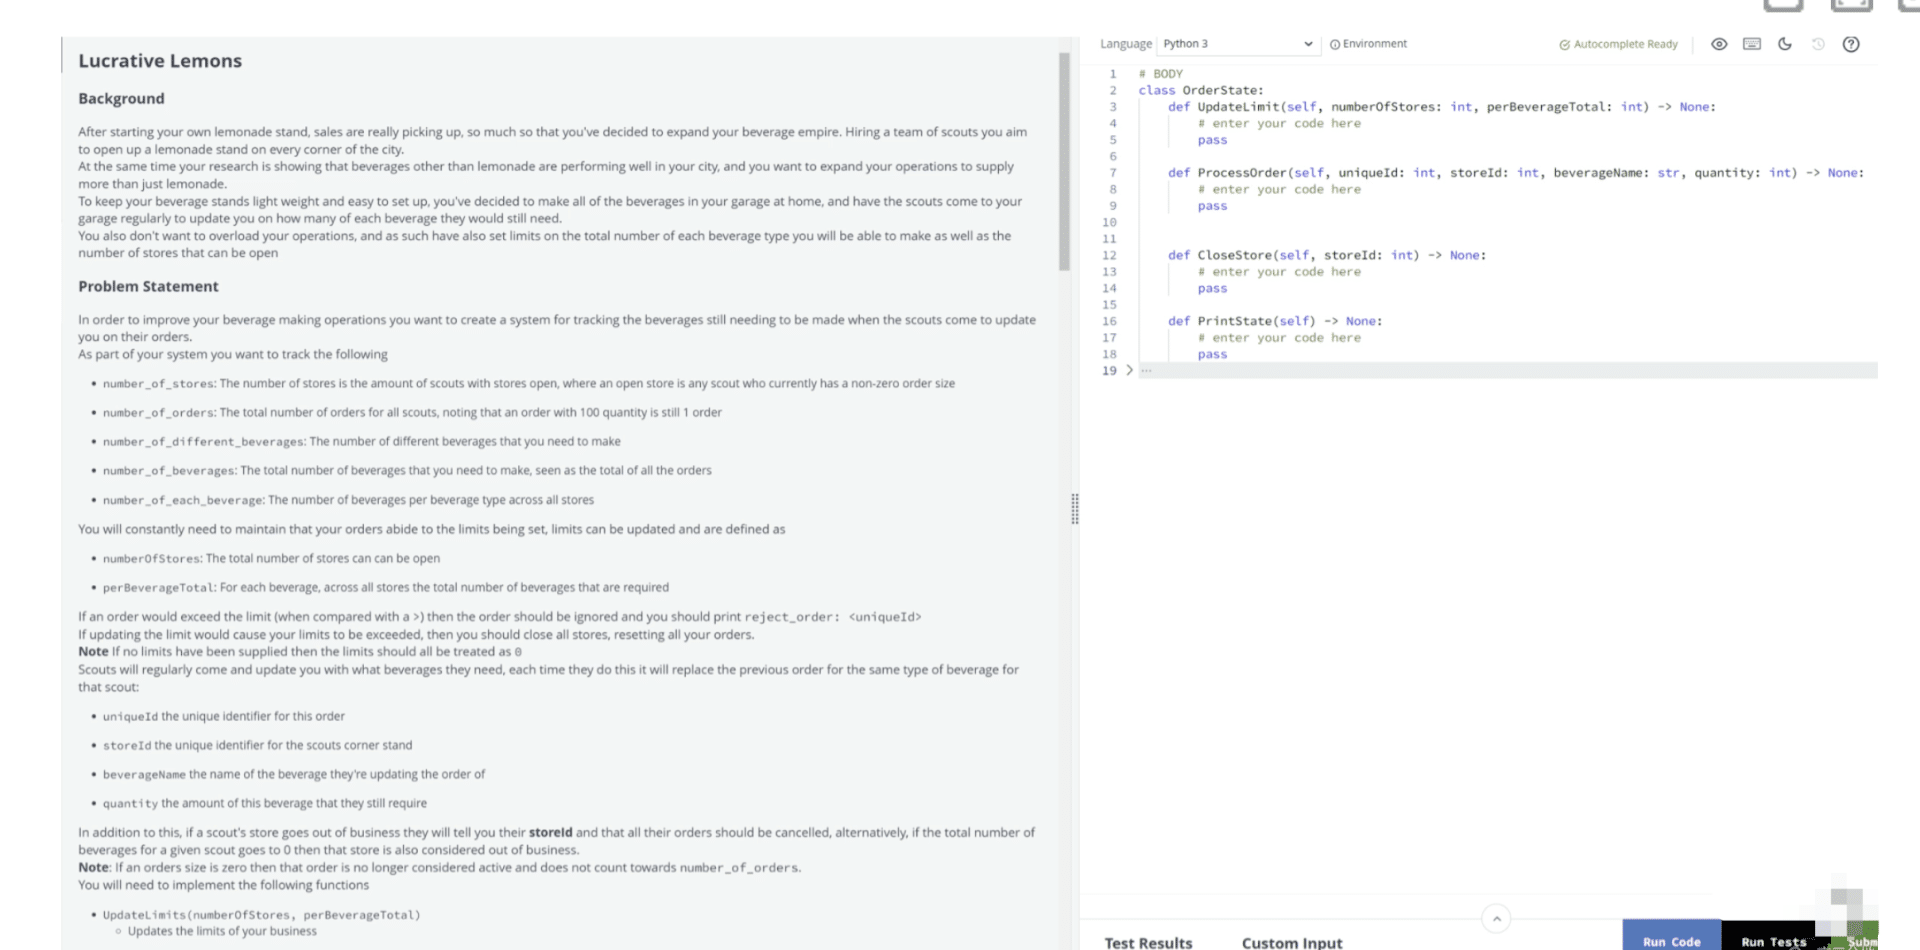 Lucrative Lemons
Background
After starting your own lemonade stand, sales are really picking up, so much so that you've decided to expand your beverage empire. Hiring a team of scouts you aim
to open up a lemonade stand on every corner of the city.
At the same time your research is showing that beverages other than lemonade are performing well in your city, and you want to expand your operations to supply
more than just lemonade.
To keep your beverage stands light weight and easy to set up, you've decided to make all of the beverages in your garage at home, and have the scouts come to your
garage regularly to update you on how many of each beverage they would still need.
You also don't want to overload your operations, and as such have also set limits on the total number of each beverage type you will be able to make as well as the
number of stores that can be open
Problem Statement
In order to improve your beverage making operations you want to create a system for tracking the beverages still needing to be made when the scouts come to update
you on their orders.
As part of your system you want to track the following
• number_of_stores: The number of stores is the amount of scouts with stores open, where an open store is any scout who currently has a non-zero order size
• number_of_orders: The total number of orders for all scouts, noting that an order with 100 quantity is still 1 order
• number_of_different_beverages: The number of different beverages that you need to make
• number_of_beverages: The total number of beverages that you need to make, seen as the total of all the orders
• number_of_each_beverage: The number of beverages per beverage type across all stores
You will constantly need to maintain that your orders abide to the limits being set, limits can be updated and are defined as
• numberOfStores: The total number of stores can can be open
• perBeverageTotal: For each beverage, across all stores the total number of beverages that are required
If an order would exceed the limit (when compared with a >) then the order should be ignored and you should print reject_order: <uniqueId>
If updating the limit would cause your limits to be exceeded, then you should close all stores, resetting all your orders.
Note If no limits have been supplied then the limits should all be treated as 0
Scouts will regularly come and update you with what beverages they need, each time they do this it will replace the previous order for the same type of beverage for
that scout:
• uniqueId the unique identifier for this order
• storeId the unique identifier for the scouts corner stand
• beverageName the name of the beverage they're updating the order of
• quantity the amount of this beverage that they still require
In addition to this, if a scout's store goes out of business they will tell you their storeId and that all their orders should be cancelled, alternatively, if the total number of
beverages for a given scout goes to 0 then that store is also considered out of business.
Note: If an orders size is zero then that order is no longer considered active and does not count towards number_of_orders.
You will need to implement the following functions
• UpdateLimits(numberOfStores, perBeverageTotal)
◦ Updates the limits of your business
Language Python 3 Environment Autocomplete Ready
1 # BODY
2 class OrderState:
3 def UpdateLimit(self, numberOfStores: int, perBeverageTotal: int) -> None:
4 # enter your code here
5 pass
6
7 def ProcessOrder(self, uniqueId: int, storeId: int, beverageName: str, quantity: int) -> None:
8 # enter your code here
9 pass
10
11
12 def CloseStore(self, storeId: int) -> None:
13 # enter your code here
14 pass
15
16 def PrintState(self) -> None:
17 # enter your code here
18 pass
19 > ...
Test Results Custom Input Run Code Run Tests Subm